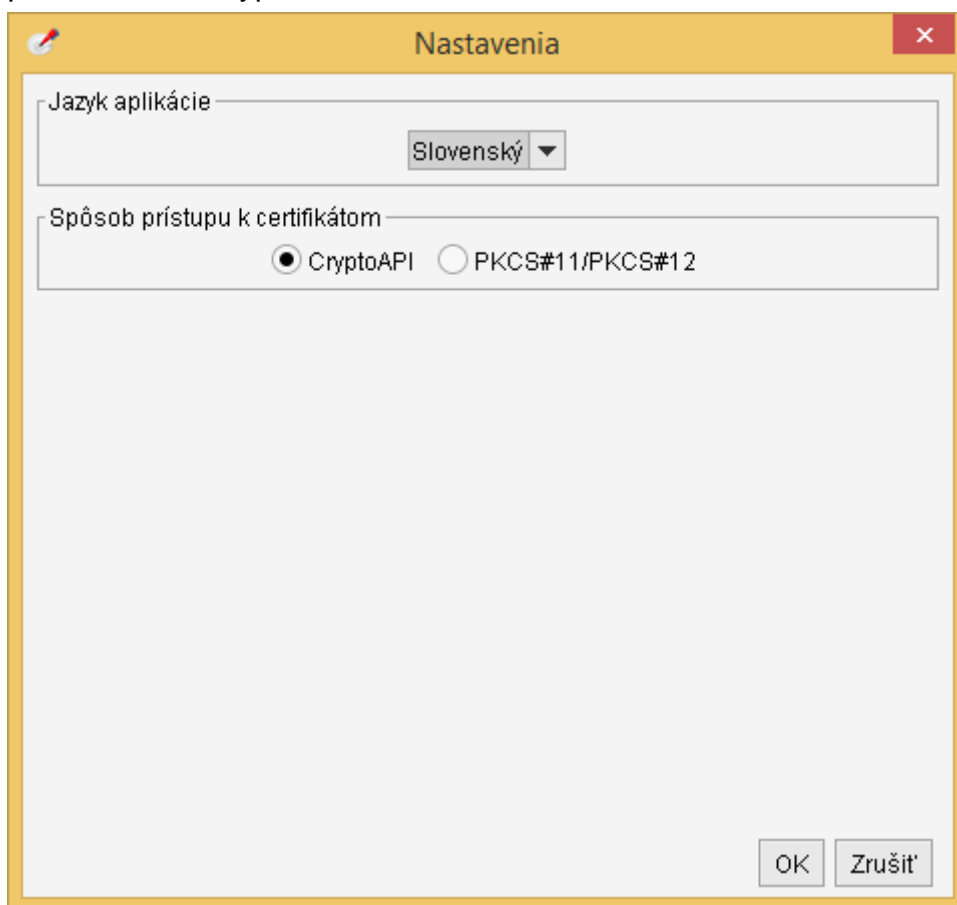 Nastavenia
Jazyk aplikácie
Slovenský
Spôsob prístupu k certifikátom
CryptoAPI PKCS#11/PKCS#12
OK Zrušiť